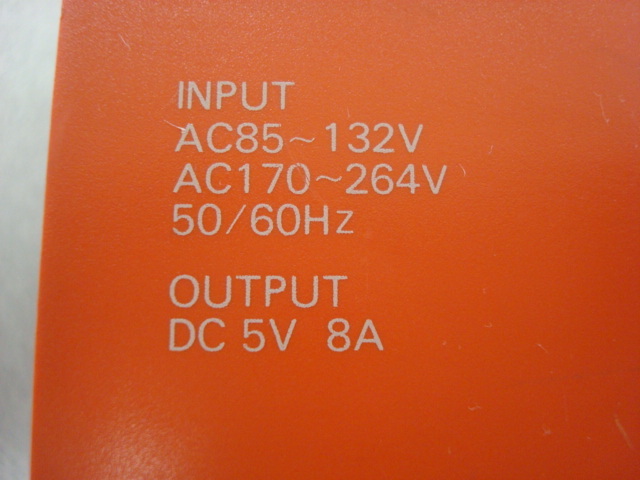 INPUT
AC85~132V
AC170~264V
50/60Hz
OUTPUT
DC 5V 8A